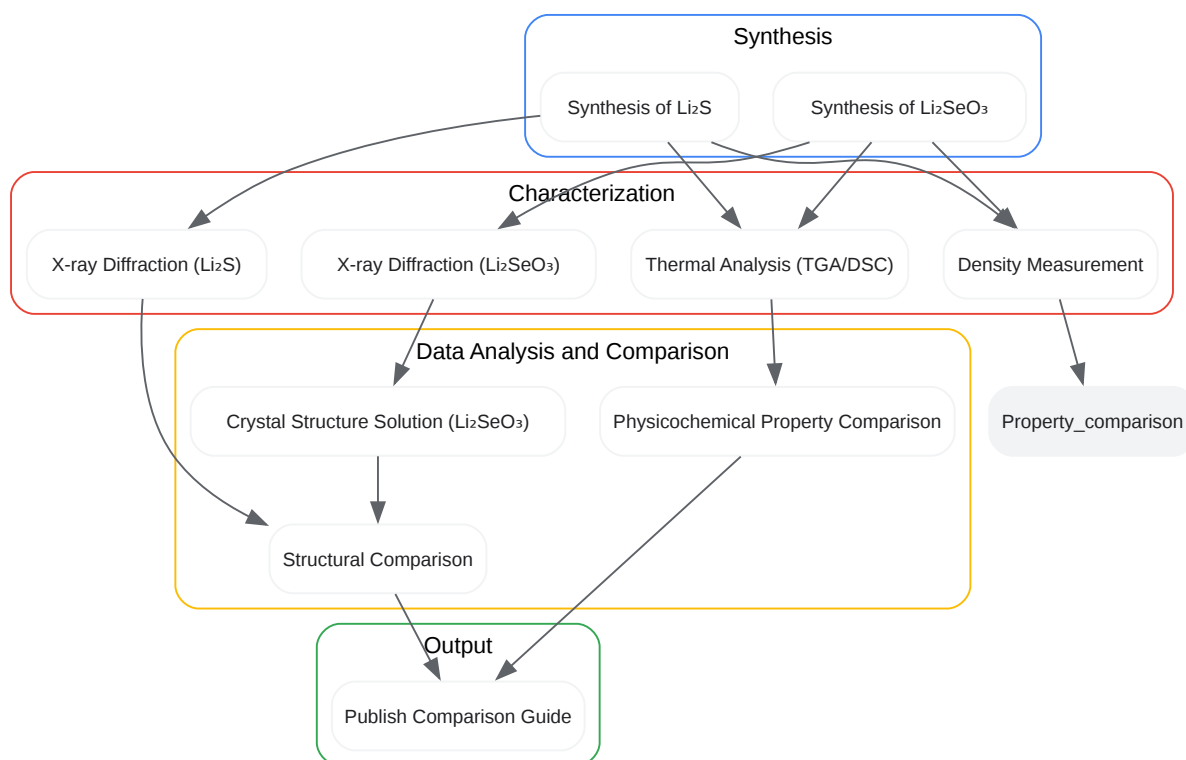 Synthesis
Synthesis of Li₂S
Synthesis of Li₂SeO₃
Characterization
X-ray Diffraction (Li₂S)
X-ray Diffraction (Li₂SeO₃)
Thermal Analysis (TGA/DSC)
Density Measurement
Data Analysis and Comparison
Crystal Structure Solution (Li₂SeO₃)
Physicochemical Property Comparison
Property_comparison
Structural Comparison
Output
Publish Comparison Guide